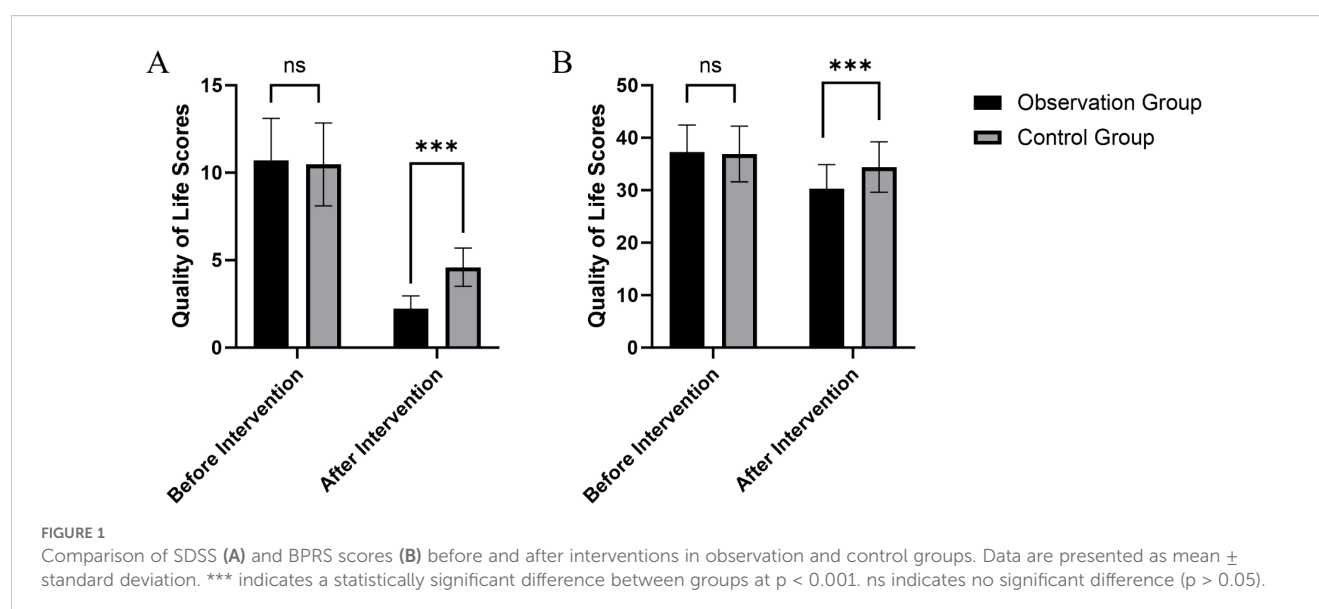 A
ns
***
15
10
5
0
Quality of Life Scores
Before Intervention
After Intervention
B
ns
***
50
40
30
20
10
0
Quality of Life Scores
Before Intervention
After Intervention
Observation Group
Control Group
FIGURE 1
Comparison of SDSS (A) and BPRS scores (B) before and after interventions in observation and control groups. Data are presented as mean ±
standard deviation. *** indicates a statistically significant difference between groups at p < 0.001. ns indicates no significant difference (p > 0.05).